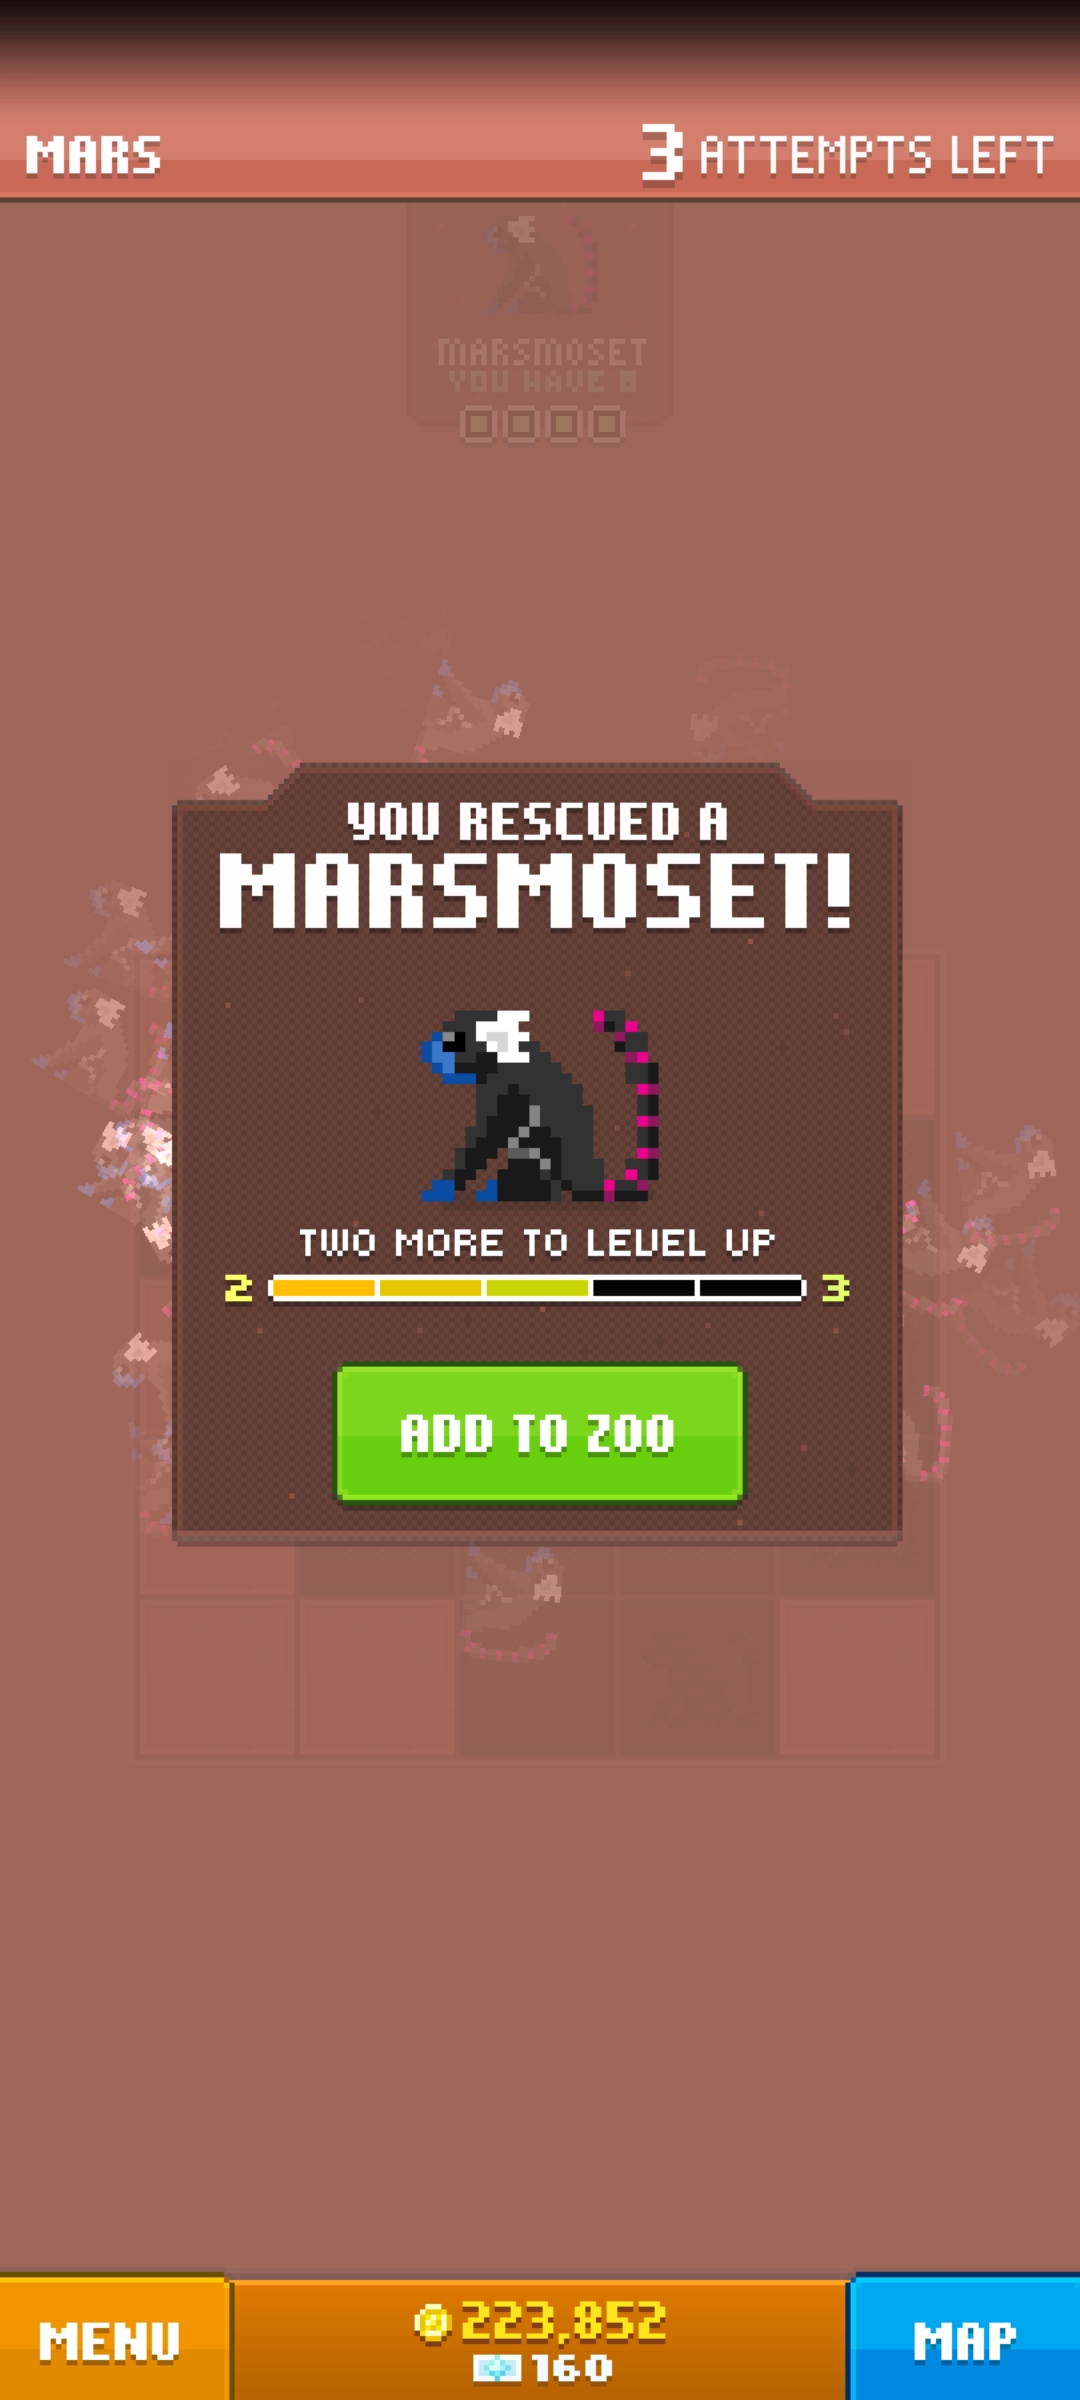 MARS
3 ATTEMPTS LEFT
MARSMOSET
YOU HAVE 8
YOU RESCUED A
MARSMOSET!
TWO MORE TO LEVEL UP
2 3
ADD TO ZOO
MENU
223,852
160
MAP